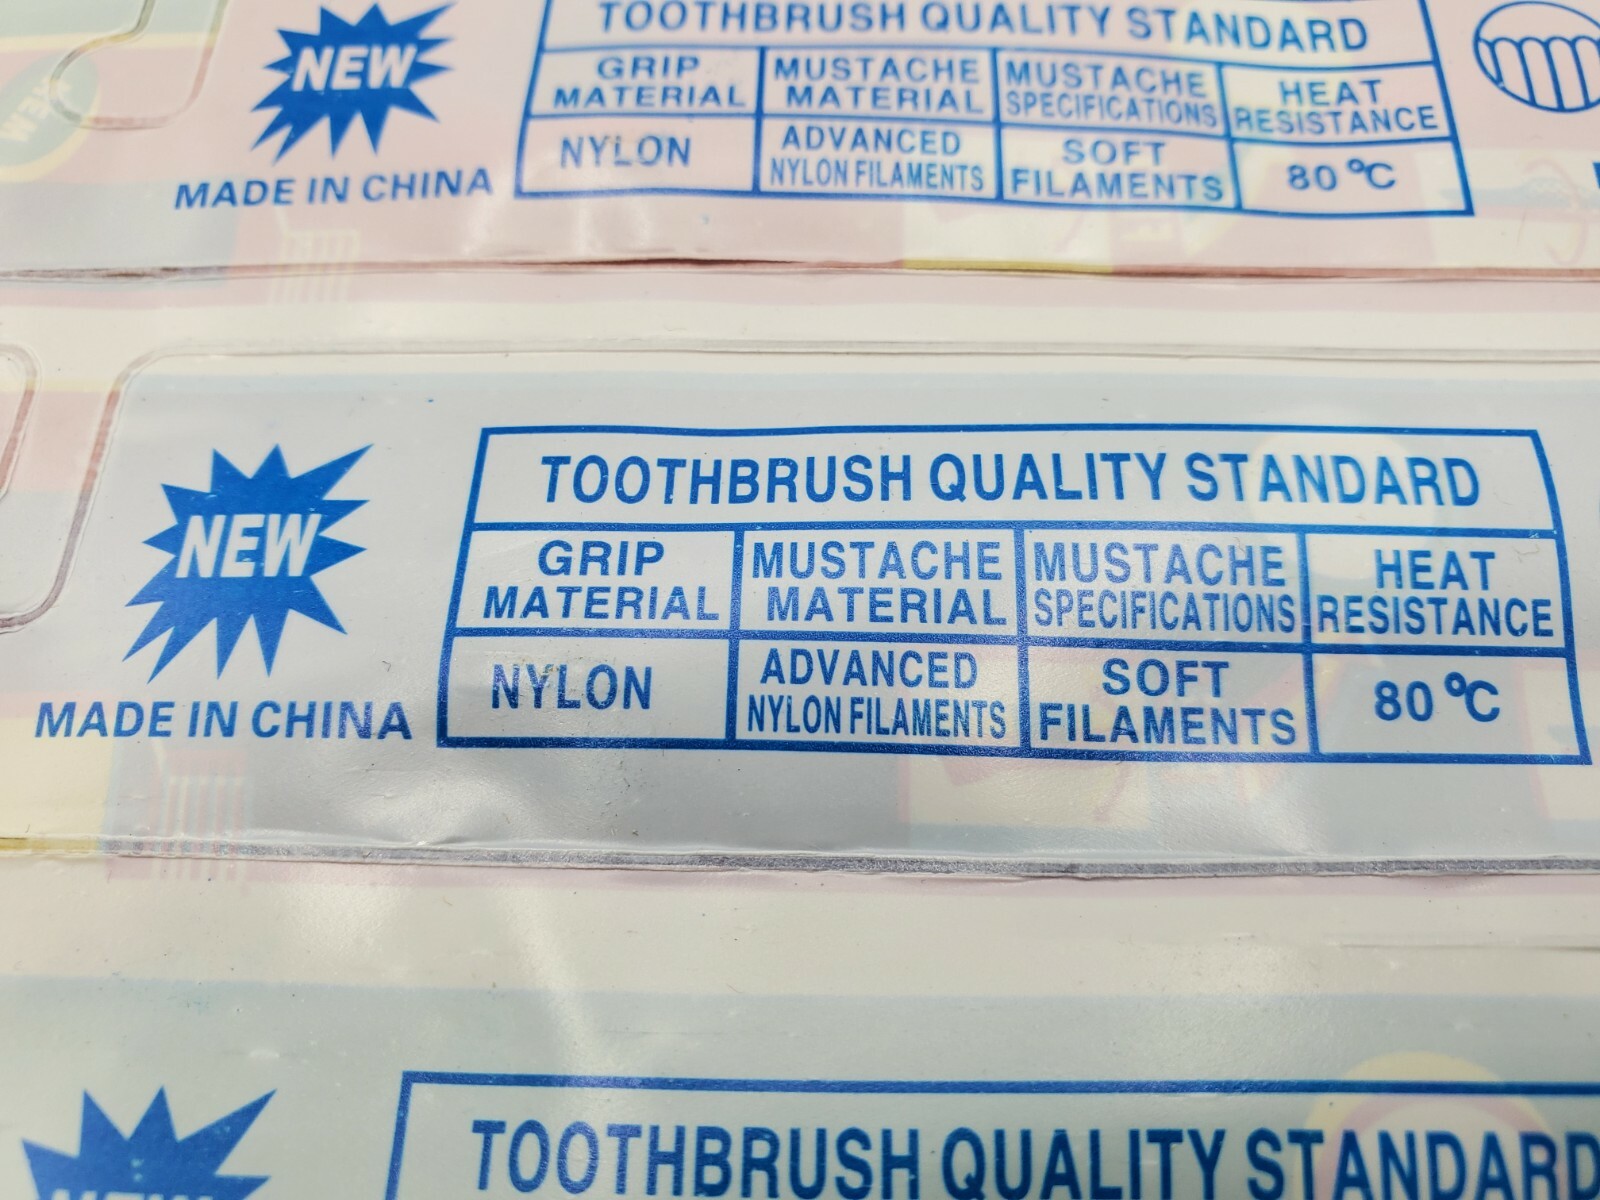 TOOTHBRUSH QUALITY STANDARD
NEW
GRIP MATERIAL
MUSTACHE MATERIAL
MUSTACHE SPECIFICATIONS
HEAT RESISTANCE
NYLON
ADVANCED NYLON FILAMENTS
SOFT FILAMENTS
80 °C
MADE IN CHINA
NEW
TOOTHBRUSH QUALITY STANDARD
NEW
GRIP MATERIAL
MUSTACHE MATERIAL
MUSTACHE SPECIFICATIONS
HEAT RESISTANCE
NYLON
ADVANCED NYLON FILAMENTS
SOFT FILAMENTS
80 °C
MADE IN CHINA
TOOTHBRUSH QUALITY STANDARD
NEW